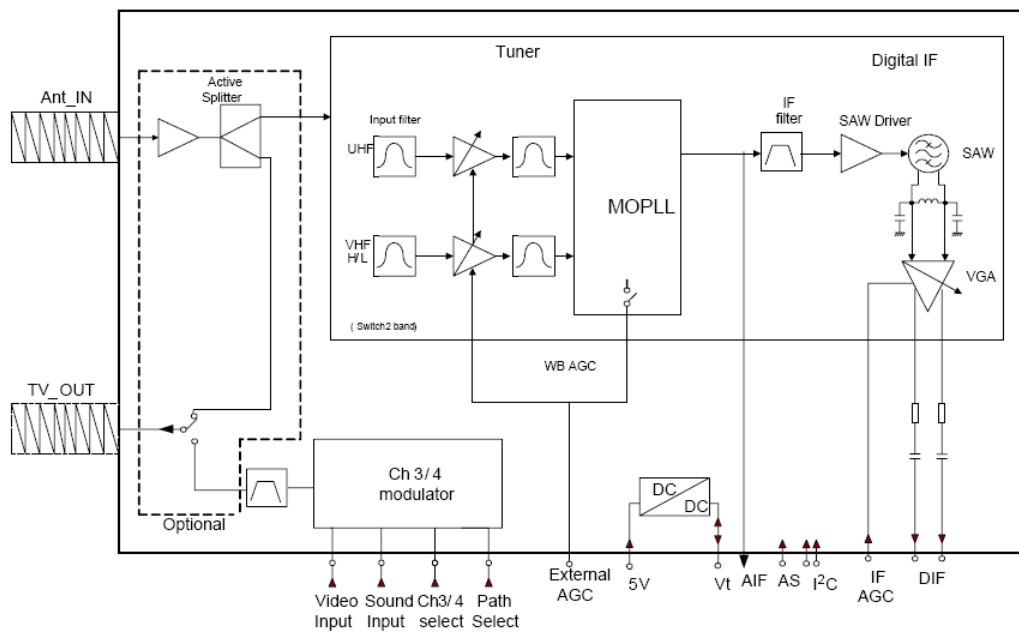 Tuner
Digital IF
Ant_IN
Active
Splitter
Input filter
UHF
IF
filter
SAW Driver
SAW
MOPLL
VHF
H/L
VGA
( Switch2 band)
WB AGC
TV_OUT
Ch 3/4
modulator
DC
DC
Optional
Video
Input
Sound
Input
Ch3/4
select
Path
Select
External
AGC
5V
Vt
AIF
AS
I²C
IF
AGC
DIF